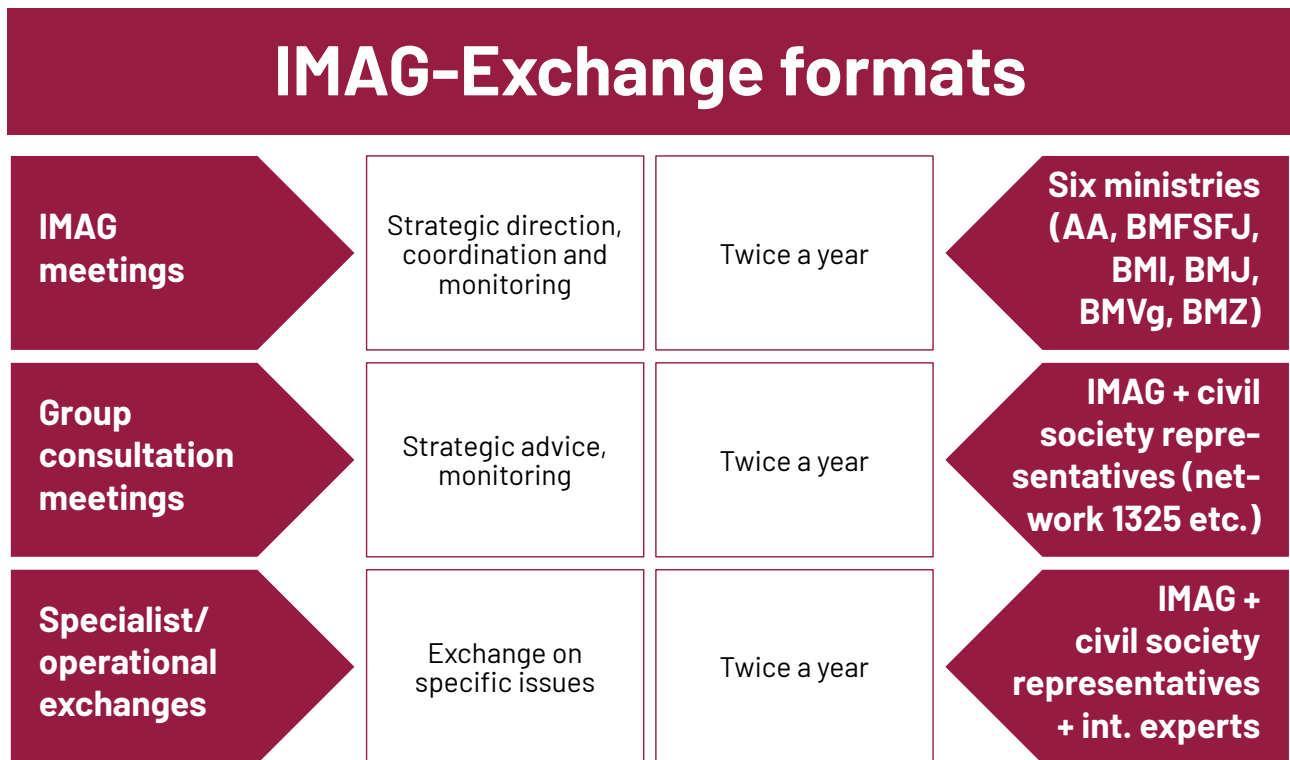 IMAG-Exchange formats
IMAG
meetings
Strategic direction,
coordination and
monitoring
Twice a year
Six ministries
(AA, BMFSFJ,
BMI, BMJ,
BMVg, BMZ)
Group
consultation
meetings
Strategic advice,
monitoring
Twice a year
IMAG + civil
society repre-
sentatives (net-
work 1325 etc.)
Specialist/
operational
exchanges
Exchange on
specific issues
Twice a year
IMAG +
civil society
representatives
+ int. experts